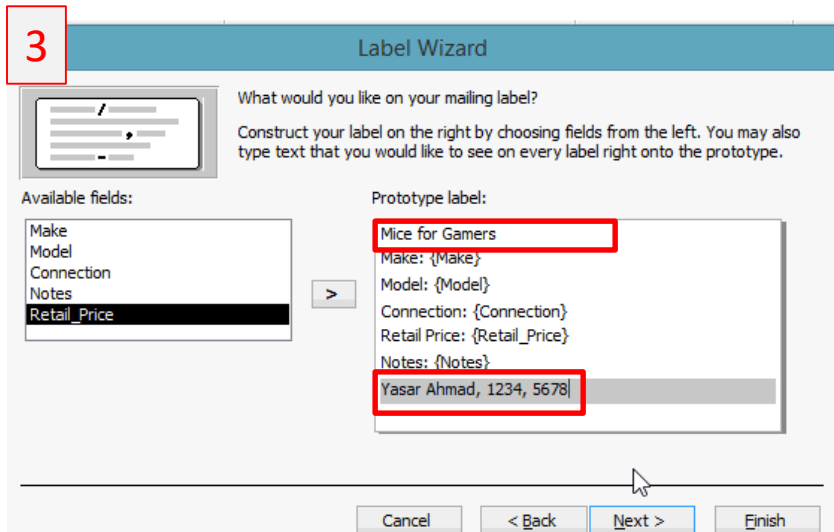 3
Label Wizard
What would you like on your mailing label?
Construct your label on the right by choosing fields from the left. You may also
type text that you would like to see on every label right onto the prototype.
Available fields:
Make
Model
Connection
Notes
Retail_Price
>
Prototype label:
Mice for Gamers
Make: {Make}
Model: {Model}
Connection: {Connection}
Retail Price: {Retail_Price}
Notes: {Notes}
Yasar Ahmad, 1234, 5678
Cancel
< Back
Next >
Finish